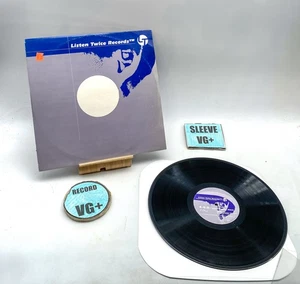 Listen Twice Records™
SLEEVE
VG+
RECORD
VG+